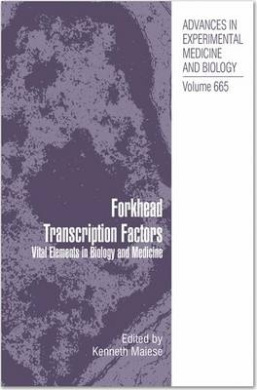 ADVANCES IN
EXPERIMENTAL
MEDICINE
AND BIOLOGY
Volume 665
Forkhead
Transcription Factors
Vital Elements in Biology and Medicine
Edited by
Kenneth Maiese